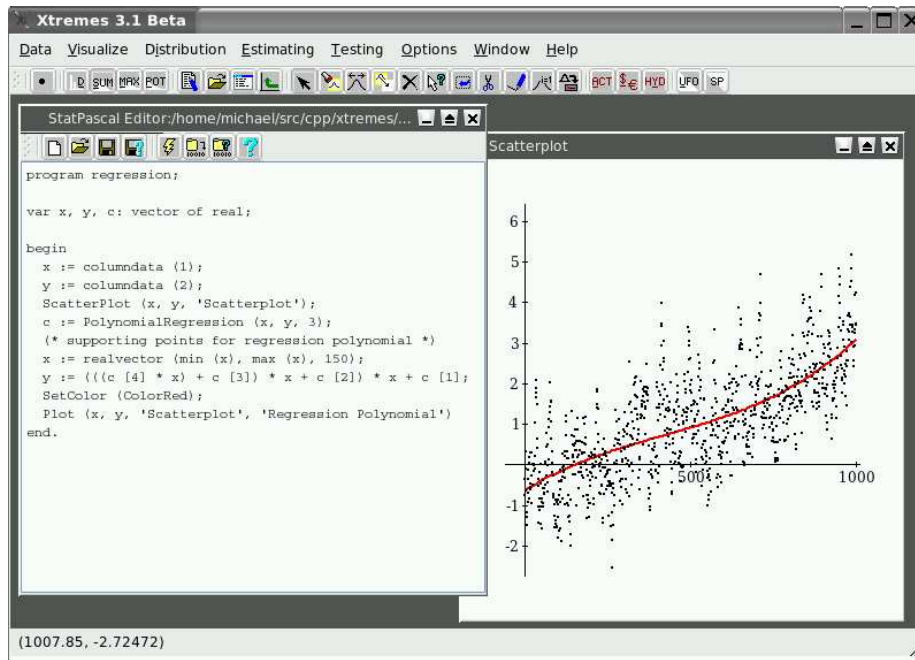 Xtremes 3.1 Beta
Data Visualize Distribution Estimating Testing Options Window Help
D SUM MAX POT ACT $€ HYD UFO SP
StatPascal Editor:/home/michael/src/cpp/xtremes/...
program regression;
var x, y, c: vector of real;
begin
x := columndata (1);
y := columndata (2);
ScatterPlot (x, y, 'Scatterplot');
c := PolynomialRegression (x, y, 3);
(* supporting points for regression polynomial *)
x := realvector (min (x), max (x), 150);
y := (((c [4] * x) + c [3]) * x + c [2]) * x + c [1];
SetColor (ColorRed);
Plot (x, y, 'Scatterplot', 'Regression Polynomial')
end.
Scatterplot
6
5
4
3
2
1
500 1000
-1
-2
(1007.85, -2.72472)